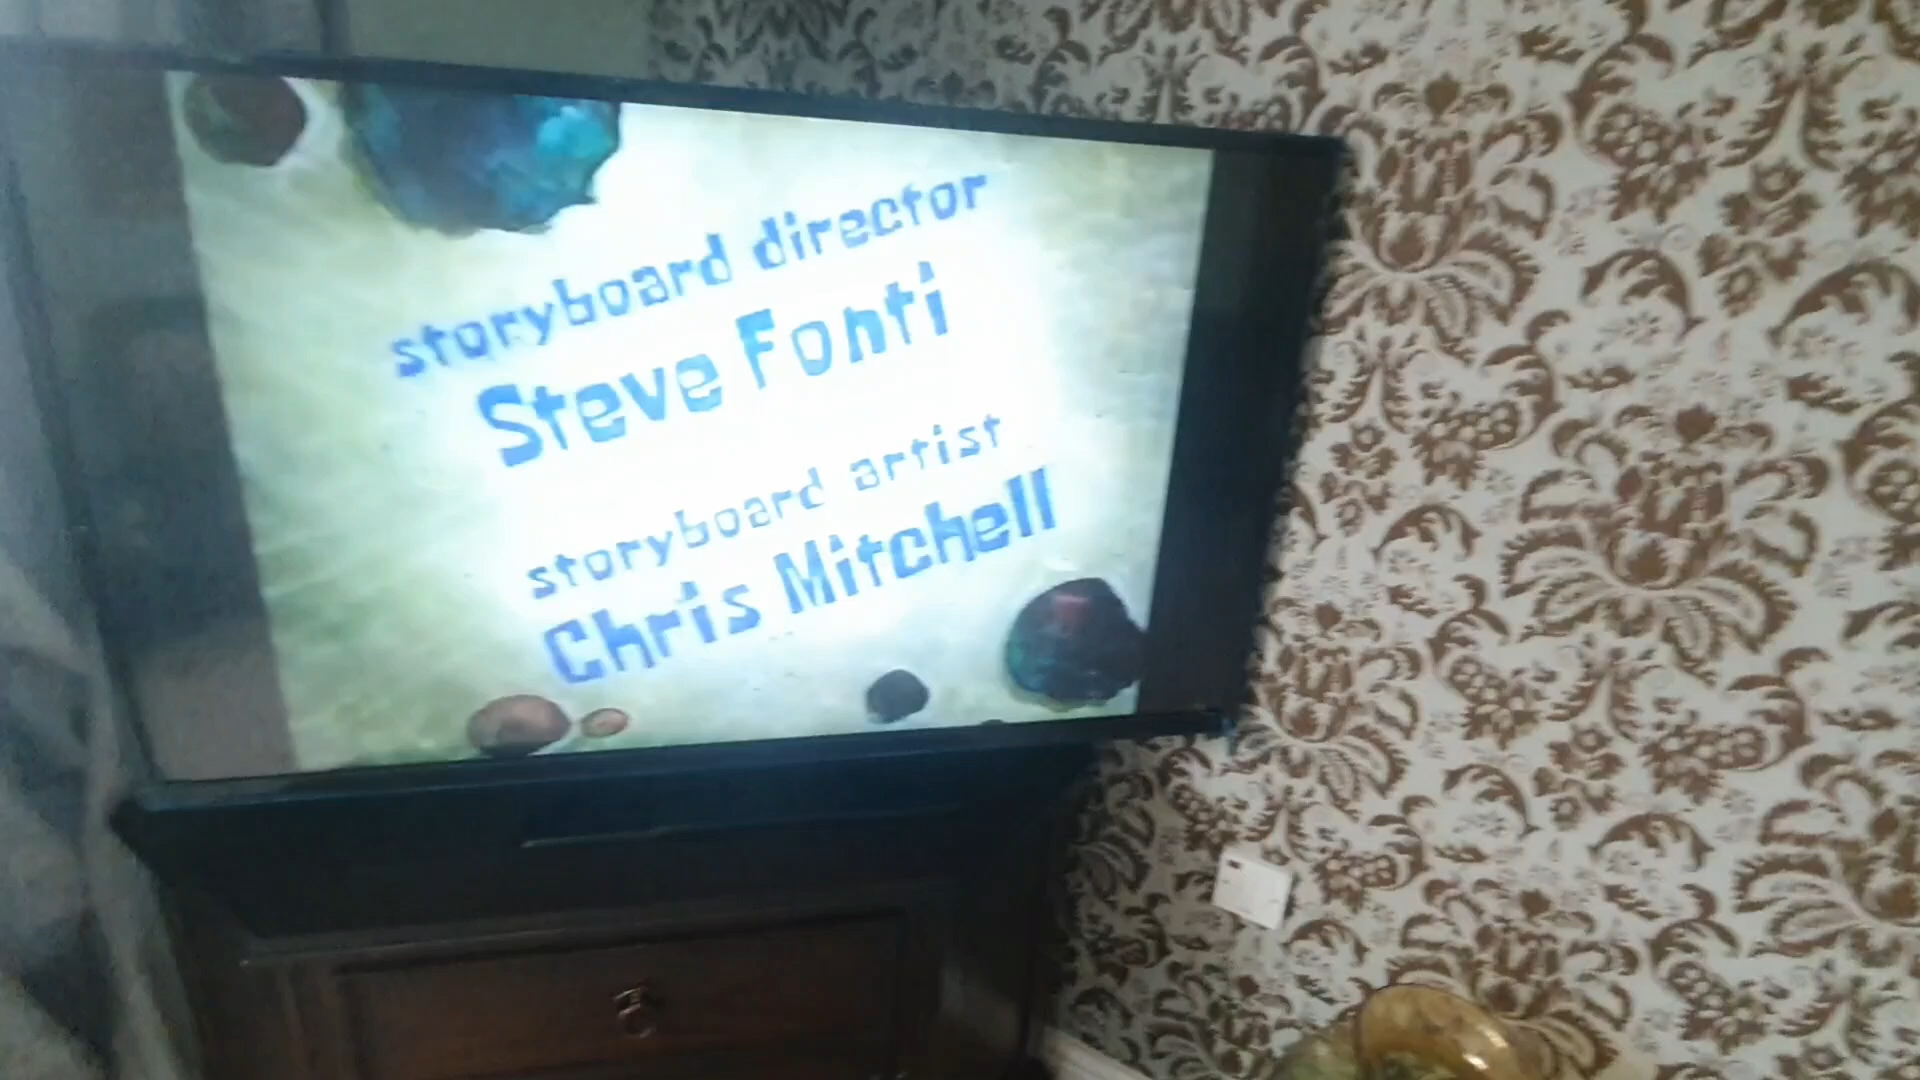 storyboard director
Steve Fonti
storyboard artist
Chris Mitchell